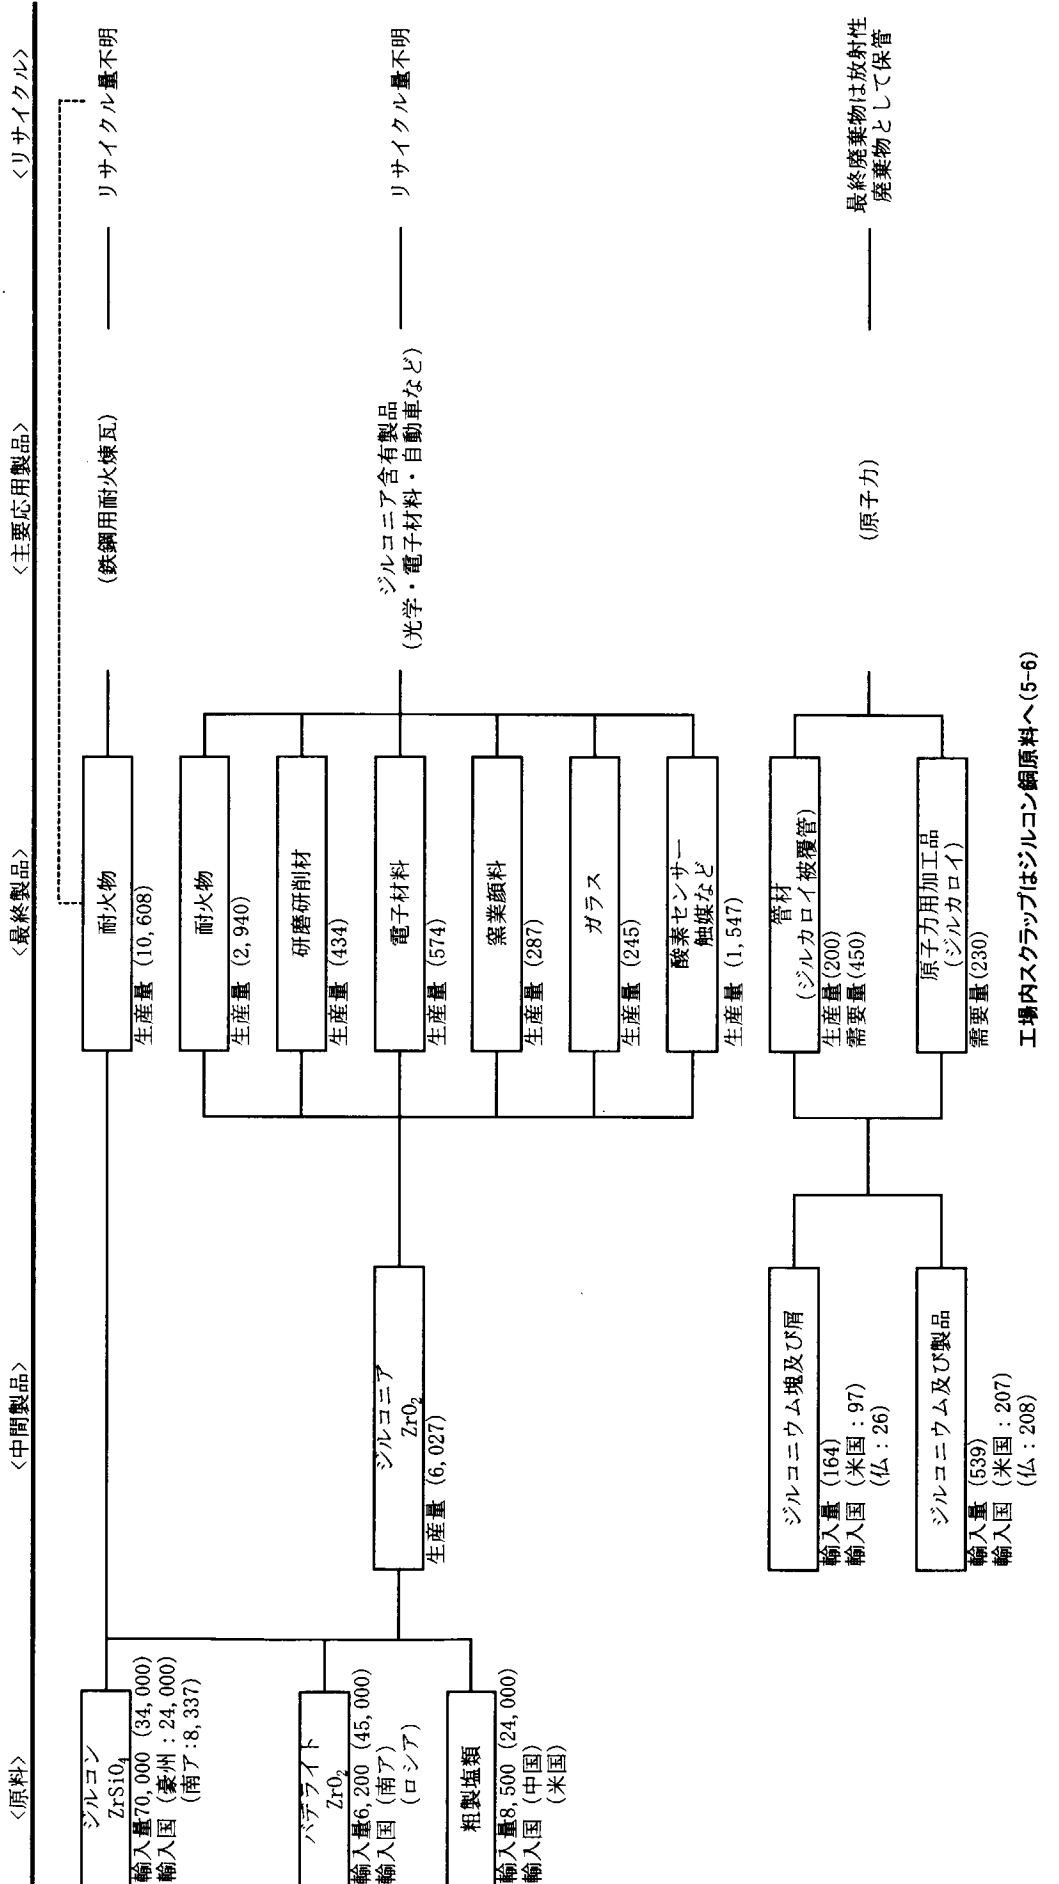 〈原料〉
〈中間製品〉
〈最終製品〉
〈主要応用製品〉
〈リサイクル〉
ジルコン
ZrSiO₄
輸入量70,000 (34,000)
輸入国 (豪州：24,000)
(南ア:8,337)
バデライト
ZrO₂
輸入量6,200 (45,000)
輸入国 (南ア)
(ロシア)
粗製塩類
輸入量8,500 (24,000)
輸入国 (中国)
(米国)
ジルコニア
ZrO₂
生産量 (6,027)
ジルコニウム塊及び屑
輸入量 (164)
輸入国 (米国：97)
(仏：26)
ジルコニウム及び製品
輸入量 (539)
輸入国 (米国：207)
(仏：208)
耐火物
生産量 (10,608)
耐火物
生産量 (2,940)
研磨研削材
生産量 (434)
電子材料
生産量 (574)
窯業顔料
生産量 (287)
ガラス
生産量 (245)
酸素センサー
触媒など
生産量 (1,547)
管材
(ジルカロイ被覆管)
生産量(200)
需要量(450)
原子力用加工品
(ジルカロイ)
需要量(230)
工場内スクラップはジルコン銅原料へ(5-6)
(鉄鋼用耐火煉瓦)
ジルコニア含有製品
(光学・電子材料・自動車など)
(原子力)
リサイクル量不明
リサイクル量不明
最終廃棄物は放射性
廃棄物として保管